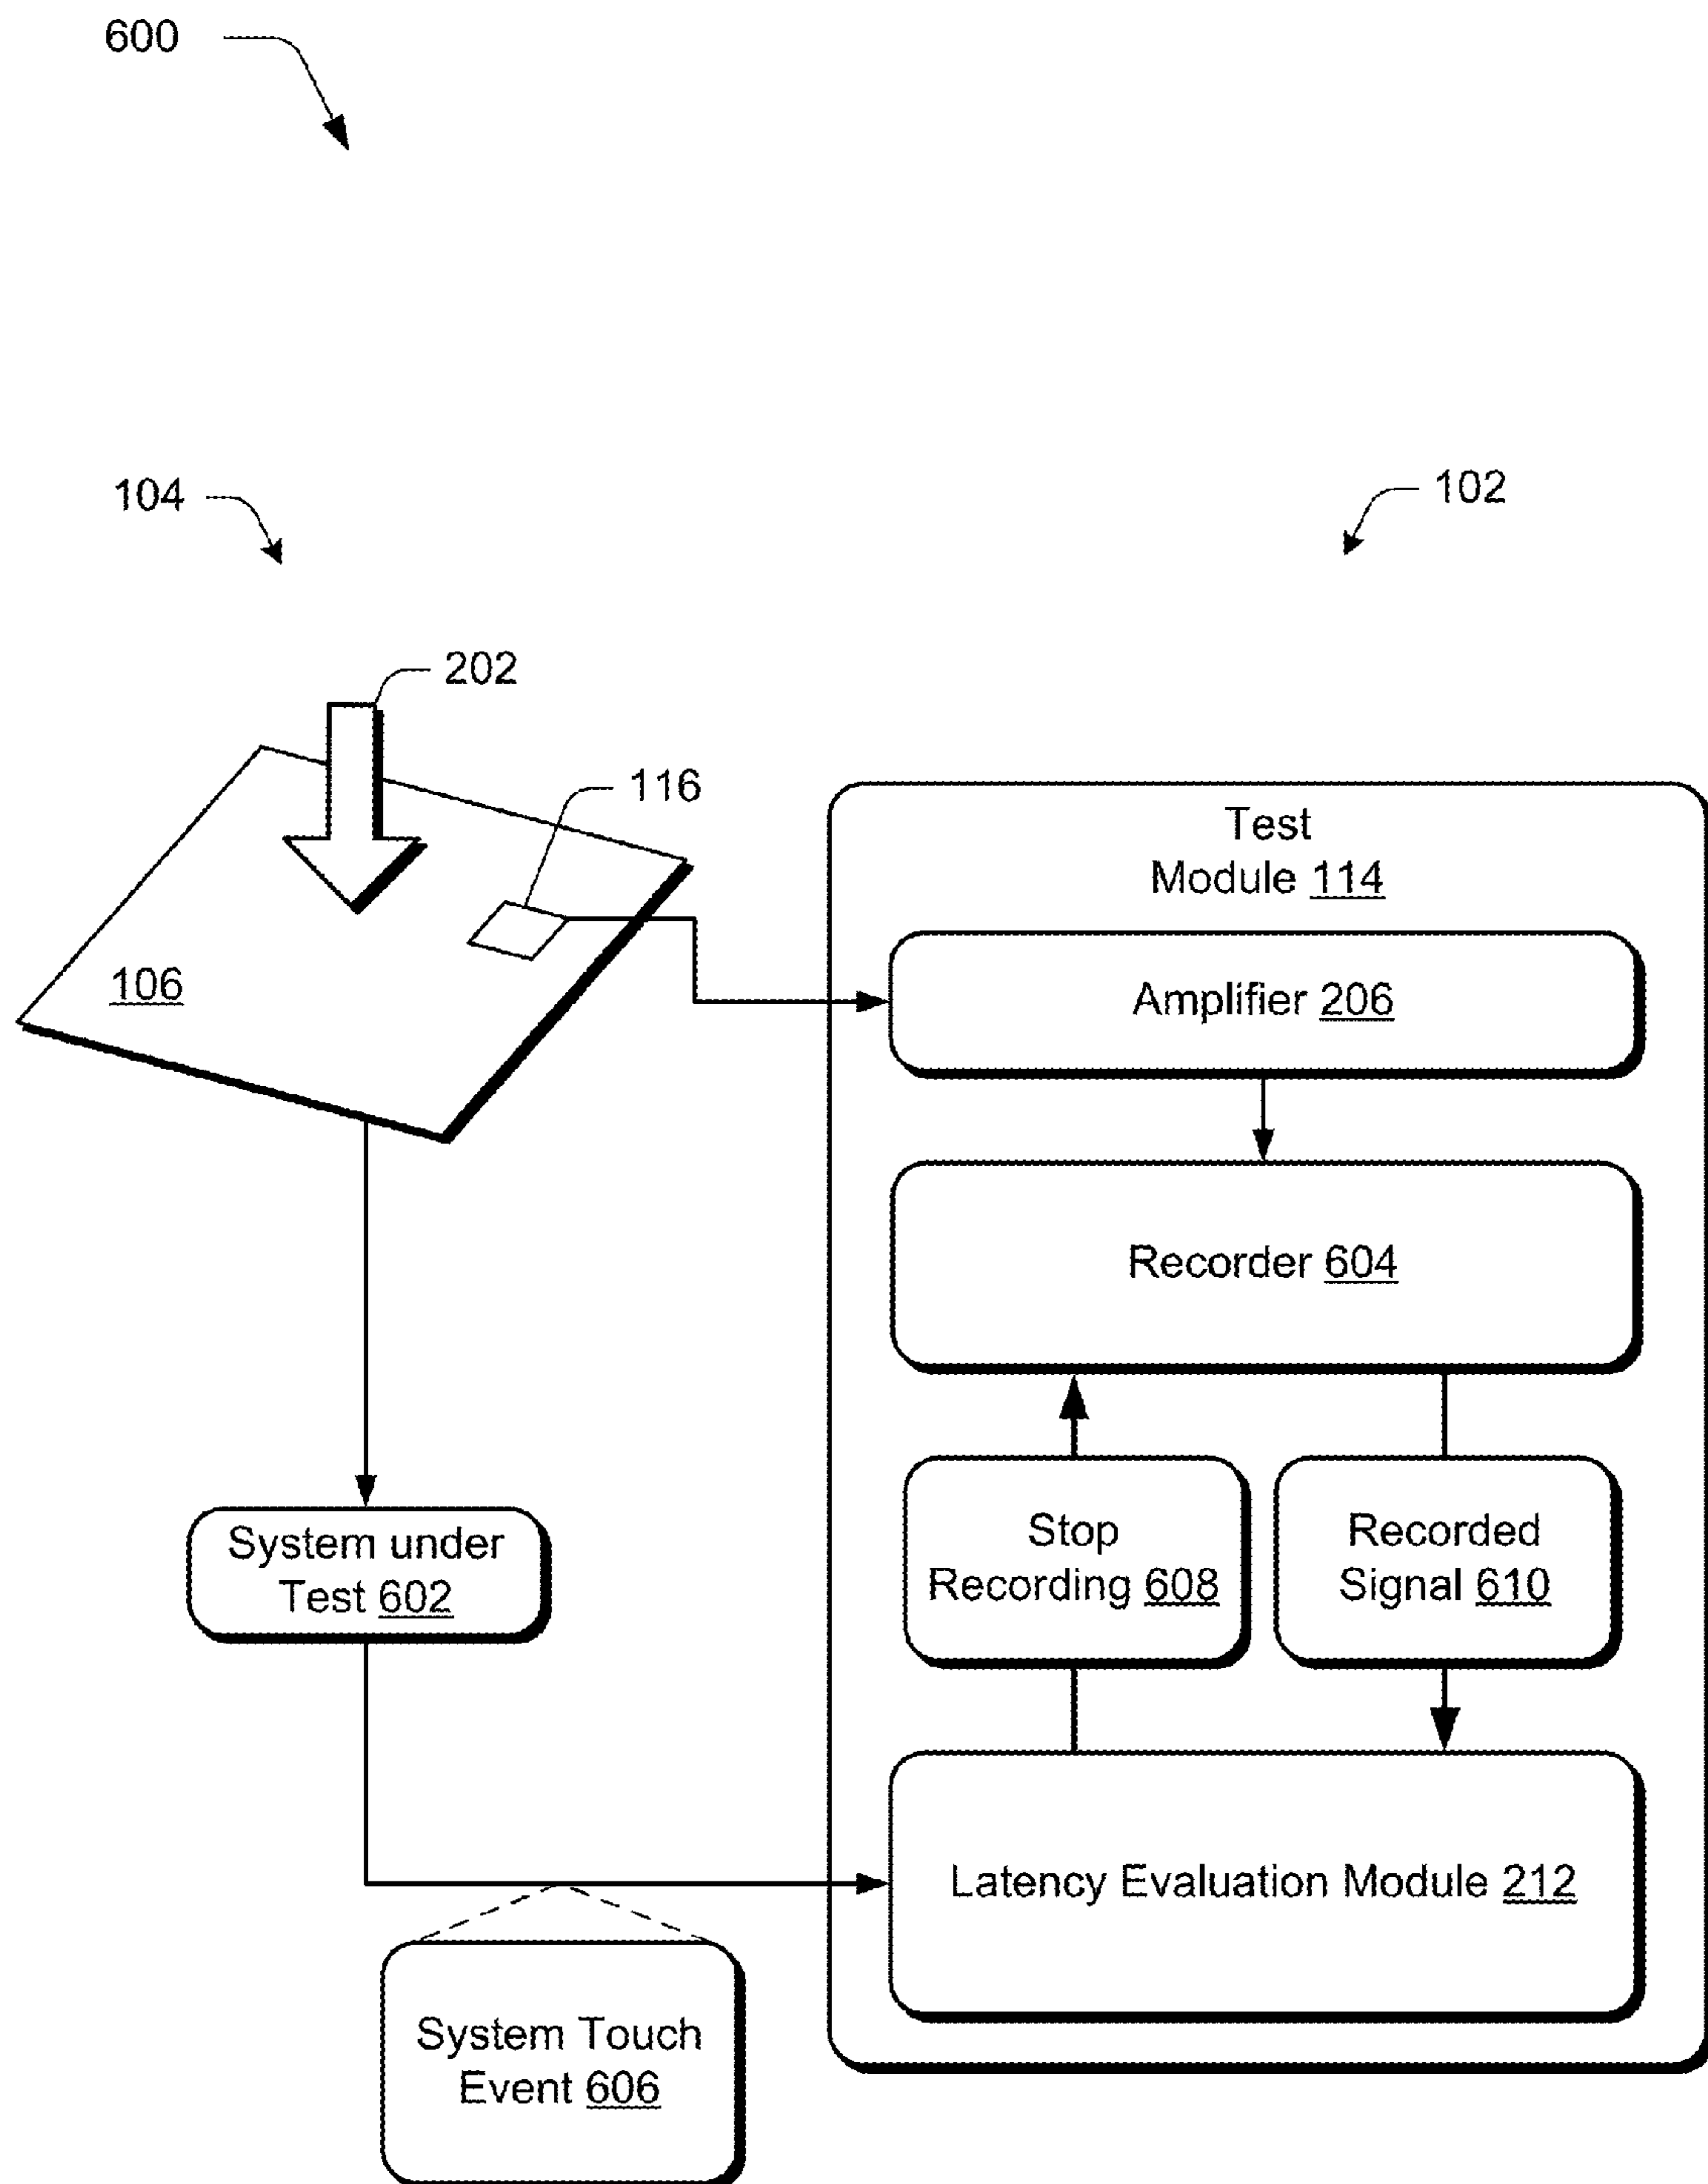 600
104
102
202
116
106
Test
Module 114
Amplifier 206
Recorder 604
Stop
Recording 608
Recorded
Signal 610
System under
Test 602
Latency Evaluation Module 212
System Touch
Event 606